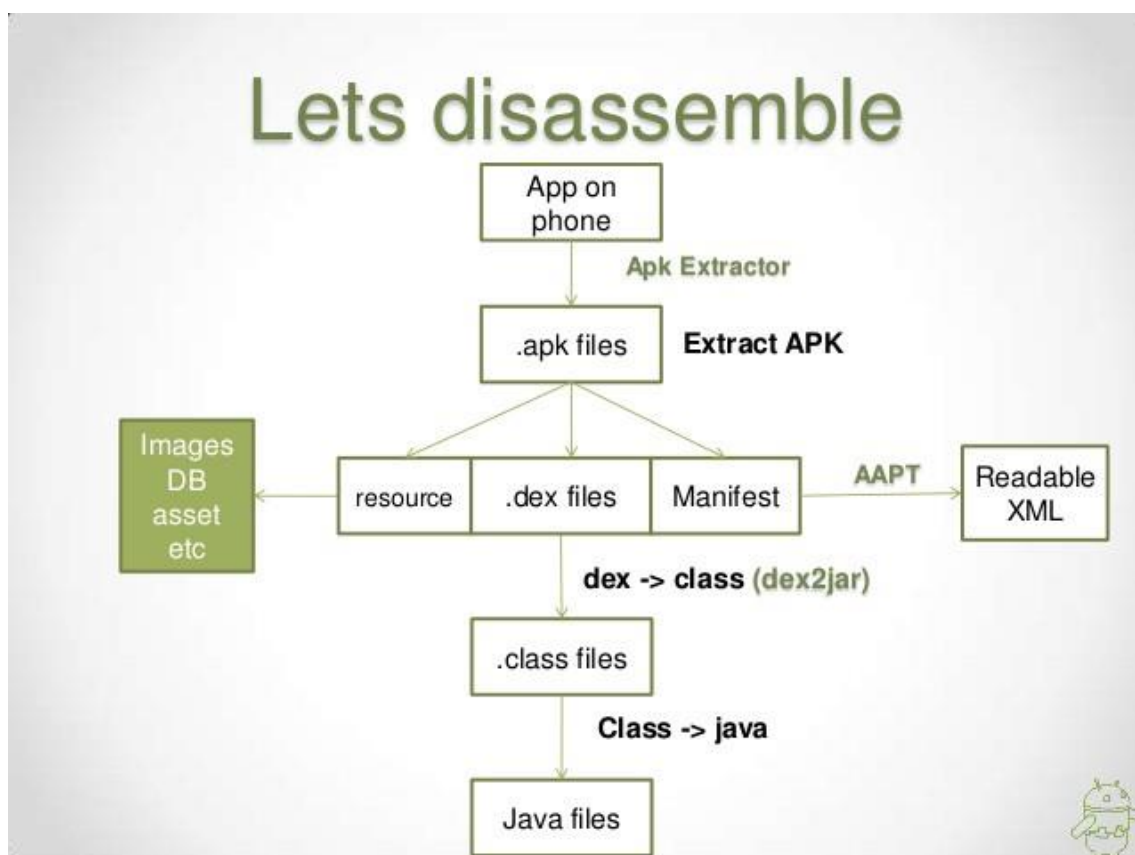 Lets disassemble
App on
phone
Apk Extractor
.apk files
Extract APK
Images
DB
asset
etc
resource
.dex files
Manifest
AAPT
Readable
XML
dex -> class (dex2jar)
.class files
Class -> java
Java files